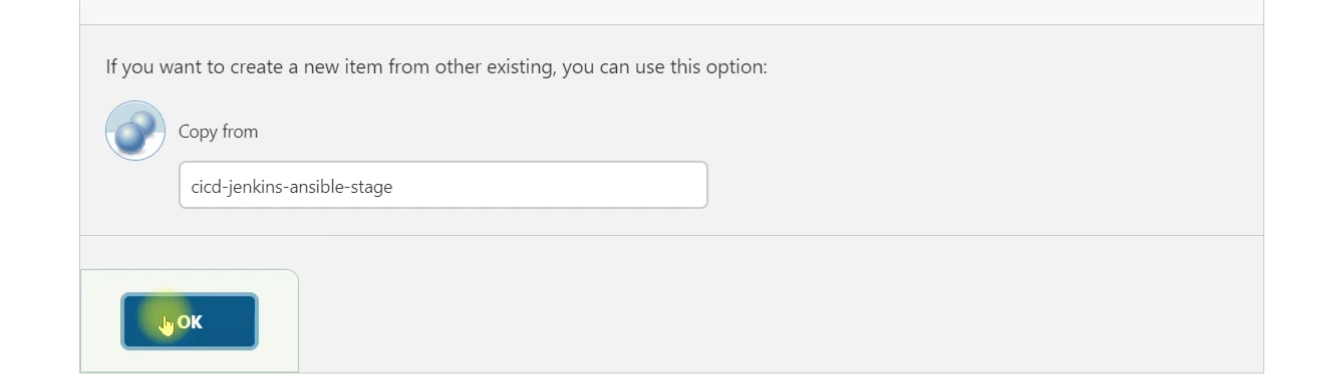 If you want to create a new item from other existing, you can use this option:
Copy from
cicd-jenkins-ansible-stage
OK